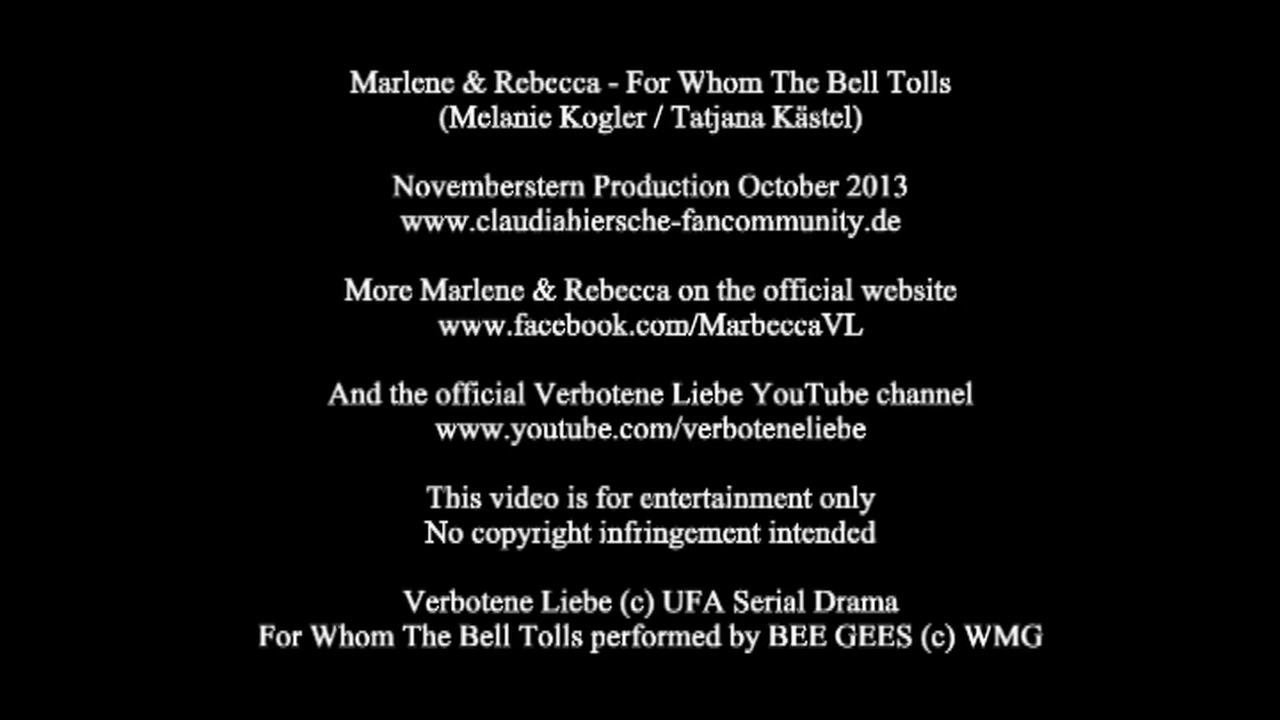 Marlene & Rebecca - For Whom The Bell Tolls
(Melanie Kogler / Tatjana Kästel)
Novemberstern Production October 2013
www.claudiahiersche-fancommunity.de
More Marlene & Rebecca on the official website
www.facebook.com/MarbeccaVL
And the official Verbotene Liebe YouTube channel
www.youtube.com/verboteneliebe
This video is for entertainment only
No copyright infringement intended
Verbotene Liebe (c) UFA Serial Drama
For Whom The Bell Tolls performed by BEE GEES (c) WMG